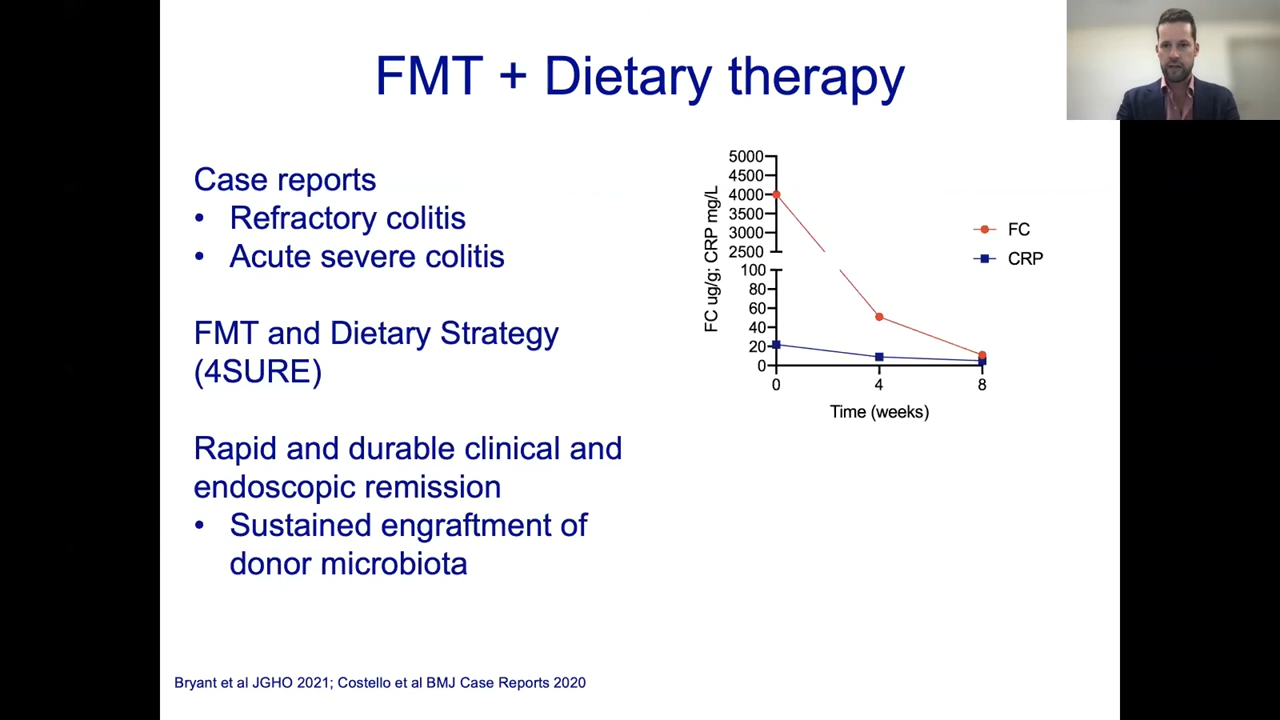 FMT + Dietary therapy
Case reports
• Refractory colitis
• Acute severe colitis
FMT and Dietary Strategy
(4SURE)
Rapid and durable clinical and
endoscopic remission
• Sustained engraftment of
donor microbiota
FC ug/g; CRP mg/L
5000
4500
4000
3500
3000
2500
100
80
60
40
20
0
0 4 8
Time (weeks)
FC
CRP
Bryant et al JGHO 2021; Costello et al BMJ Case Reports 2020